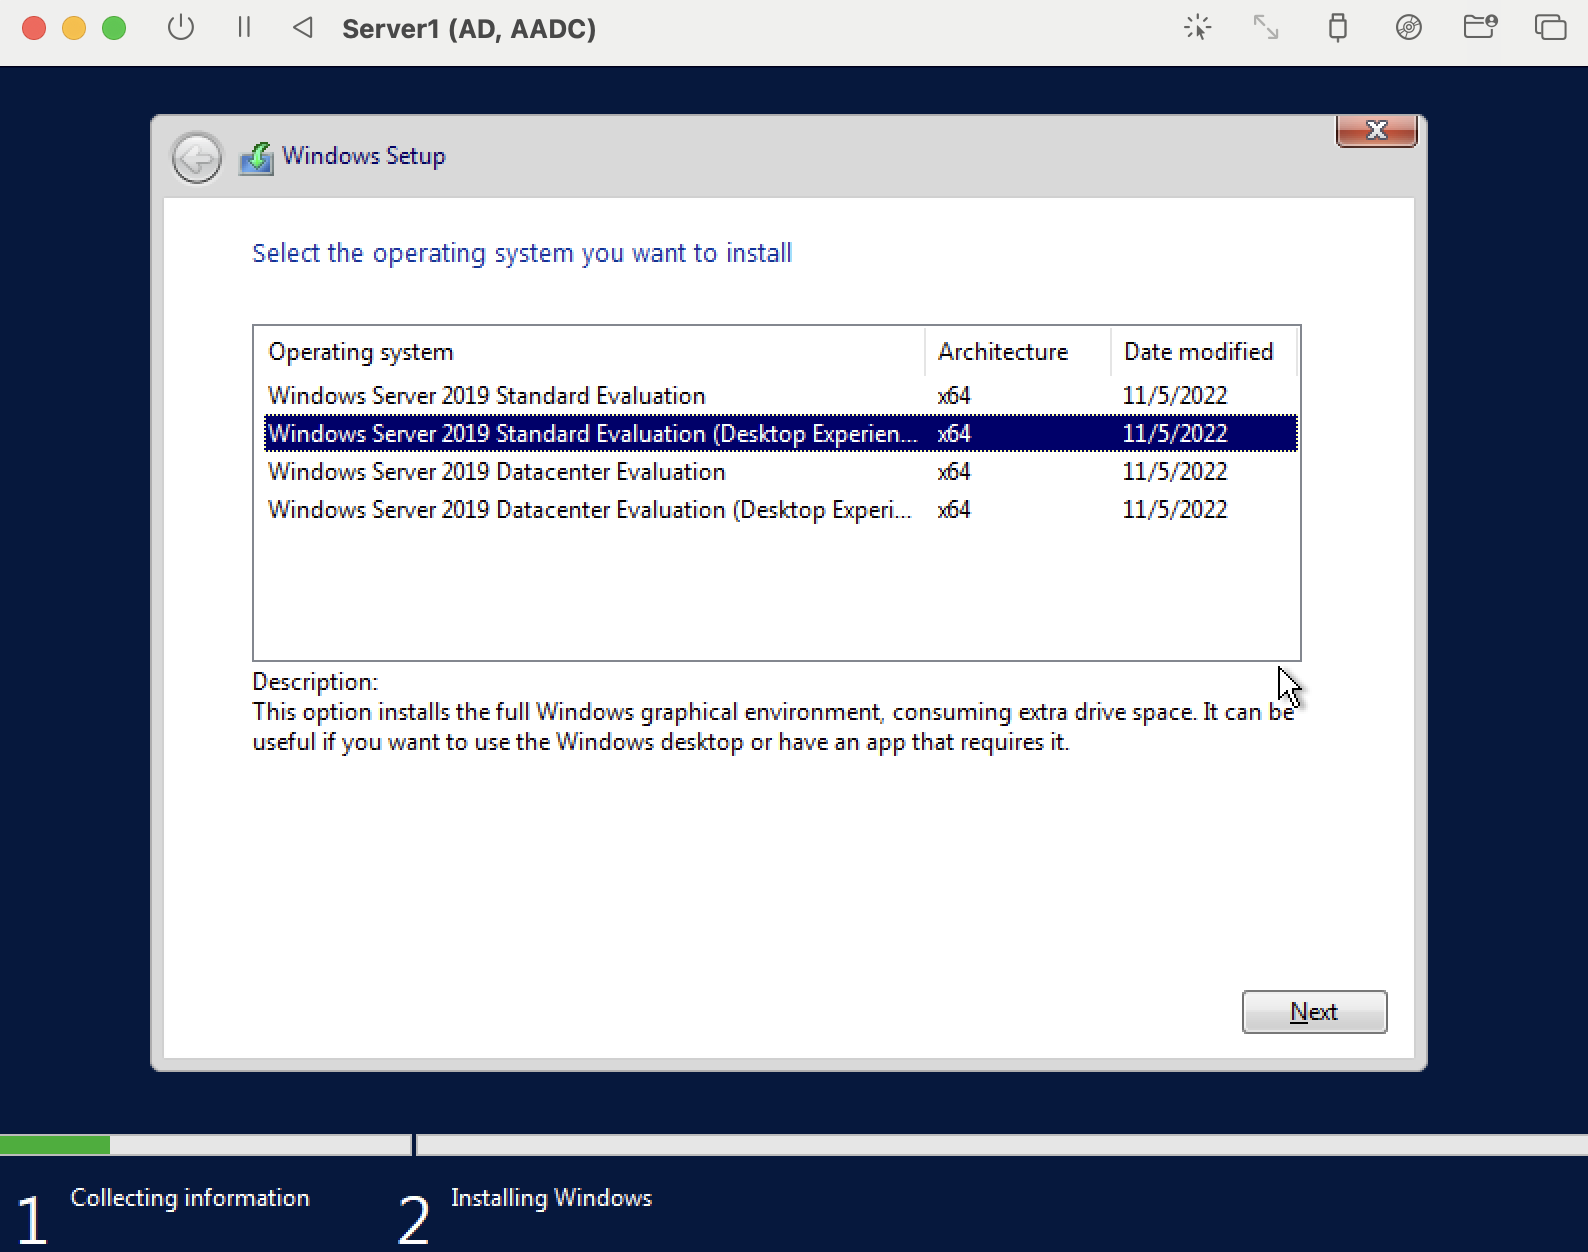 Server1 (AD, AADC)
Windows Setup
Select the operating system you want to install
Operating system Architecture Date modified
Windows Server 2019 Standard Evaluation x64 11/5/2022
Windows Server 2019 Standard Evaluation (Desktop Experien... x64 11/5/2022
Windows Server 2019 Datacenter Evaluation x64 11/5/2022
Windows Server 2019 Datacenter Evaluation (Desktop Experi... x64 11/5/2022
Description:
This option installs the full Windows graphical environment, consuming extra drive space. It can be
useful if you want to use the Windows desktop or have an app that requires it.
Next
1 Collecting information 2 Installing Windows